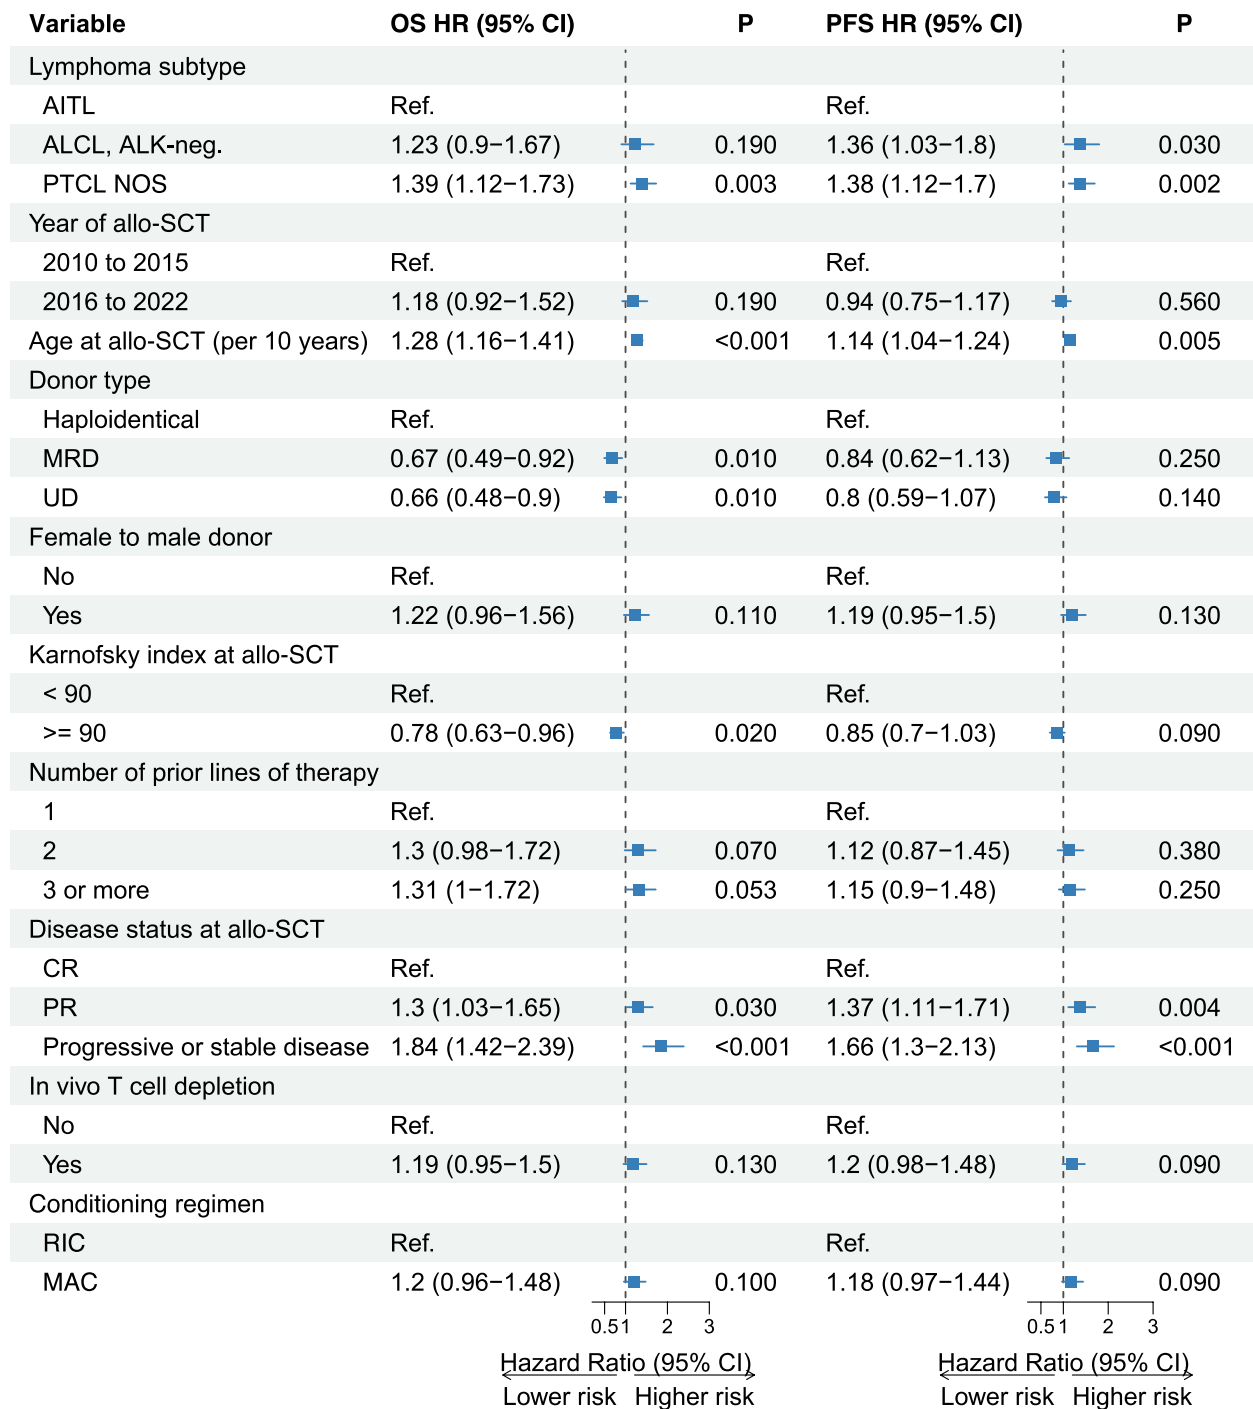 Variable OS HR (95% CI) P PFS HR (95% CI) P
Lymphoma subtype
AITL Ref. Ref.
ALCL, ALK-neg. 1.23 (0.9−1.67) 0.190 1.36 (1.03−1.8) 0.030
PTCL NOS 1.39 (1.12−1.73) 0.003 1.38 (1.12−1.7) 0.002
Year of allo-SCT
2010 to 2015 Ref. Ref.
2016 to 2022 1.18 (0.92−1.52) 0.190 0.94 (0.75−1.17) 0.560
Age at allo-SCT (per 10 years) 1.28 (1.16−1.41) <0.001 1.14 (1.04−1.24) 0.005
Donor type
Haploidentical Ref. Ref.
MRD 0.67 (0.49−0.92) 0.010 0.84 (0.62−1.13) 0.250
UD 0.66 (0.48−0.9) 0.010 0.8 (0.59−1.07) 0.140
Female to male donor
No Ref. Ref.
Yes 1.22 (0.96−1.56) 0.110 1.19 (0.95−1.5) 0.130
Karnofsky index at allo-SCT
< 90 Ref. Ref.
>= 90 0.78 (0.63−0.96) 0.020 0.85 (0.7−1.03) 0.090
Number of prior lines of therapy
1 Ref. Ref.
2 1.3 (0.98−1.72) 0.070 1.12 (0.87−1.45) 0.380
3 or more 1.31 (1−1.72) 0.053 1.15 (0.9−1.48) 0.250
Disease status at allo-SCT
CR Ref. Ref.
PR 1.3 (1.03−1.65) 0.030 1.37 (1.11−1.71) 0.004
Progressive or stable disease 1.84 (1.42−2.39) <0.001 1.66 (1.3−2.13) <0.001
In vivo T cell depletion
No Ref. Ref.
Yes 1.19 (0.95−1.5) 0.130 1.2 (0.98−1.48) 0.090
Conditioning regimen
RIC Ref. Ref.
MAC 1.2 (0.96−1.48) 0.100 1.18 (0.97−1.44) 0.090
0.5 1 2 3 0.5 1 2 3
Hazard Ratio (95% CI) Hazard Ratio (95% CI)
Lower risk Higher risk Lower risk Higher risk